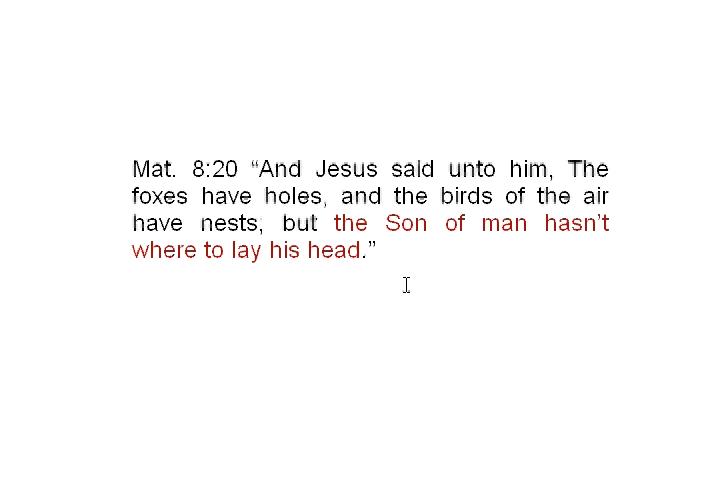 Mat. 8:20 “And Jesus said unto him, The
foxes have holes, and the birds of the air
have nests; but the Son of man hasn’t
where to lay his head.”